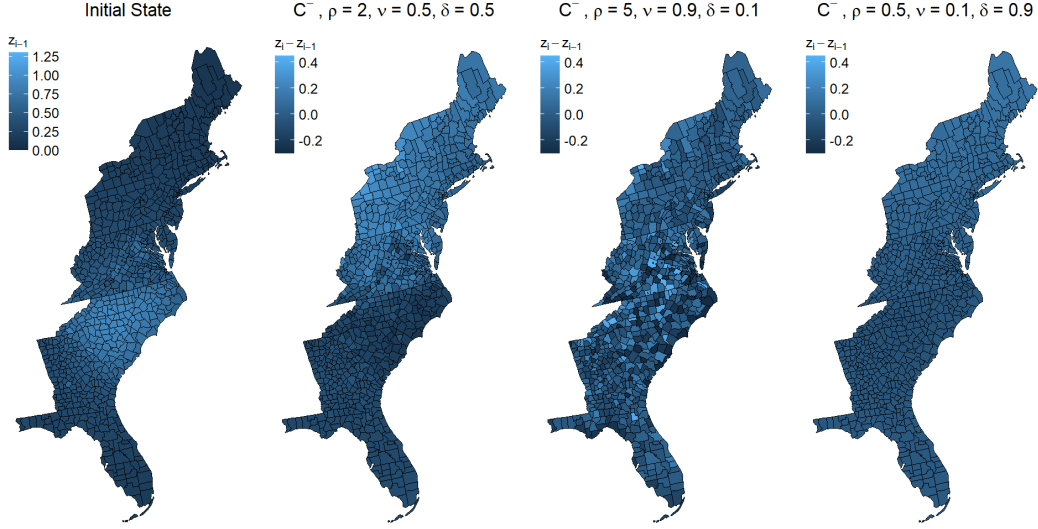 Initial State
z_{i−1}
1.25
1.00
0.75
0.50
0.25
0.00
C⁻ , ρ = 2, ν = 0.5, δ = 0.5
z_i − z_{i−1}
0.4
0.2
0.0
-0.2
C⁻ , ρ = 5, ν = 0.9, δ = 0.1
z_i − z_{i−1}
0.4
0.2
0.0
-0.2
C⁻ , ρ = 0.5, ν = 0.1, δ = 0.9
z_i − z_{i−1}
0.4
0.2
0.0
-0.2